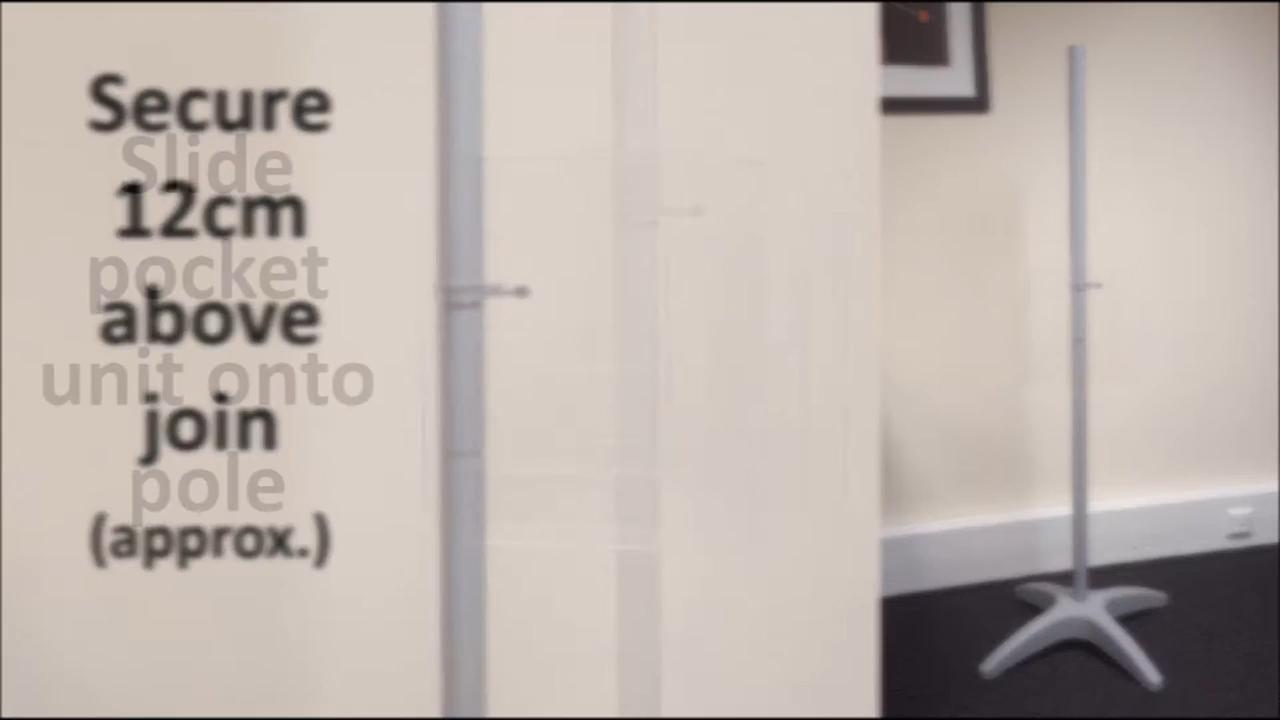 Secure
12cm
above
join
(approx.)
Slide
pocket
unit onto
pole